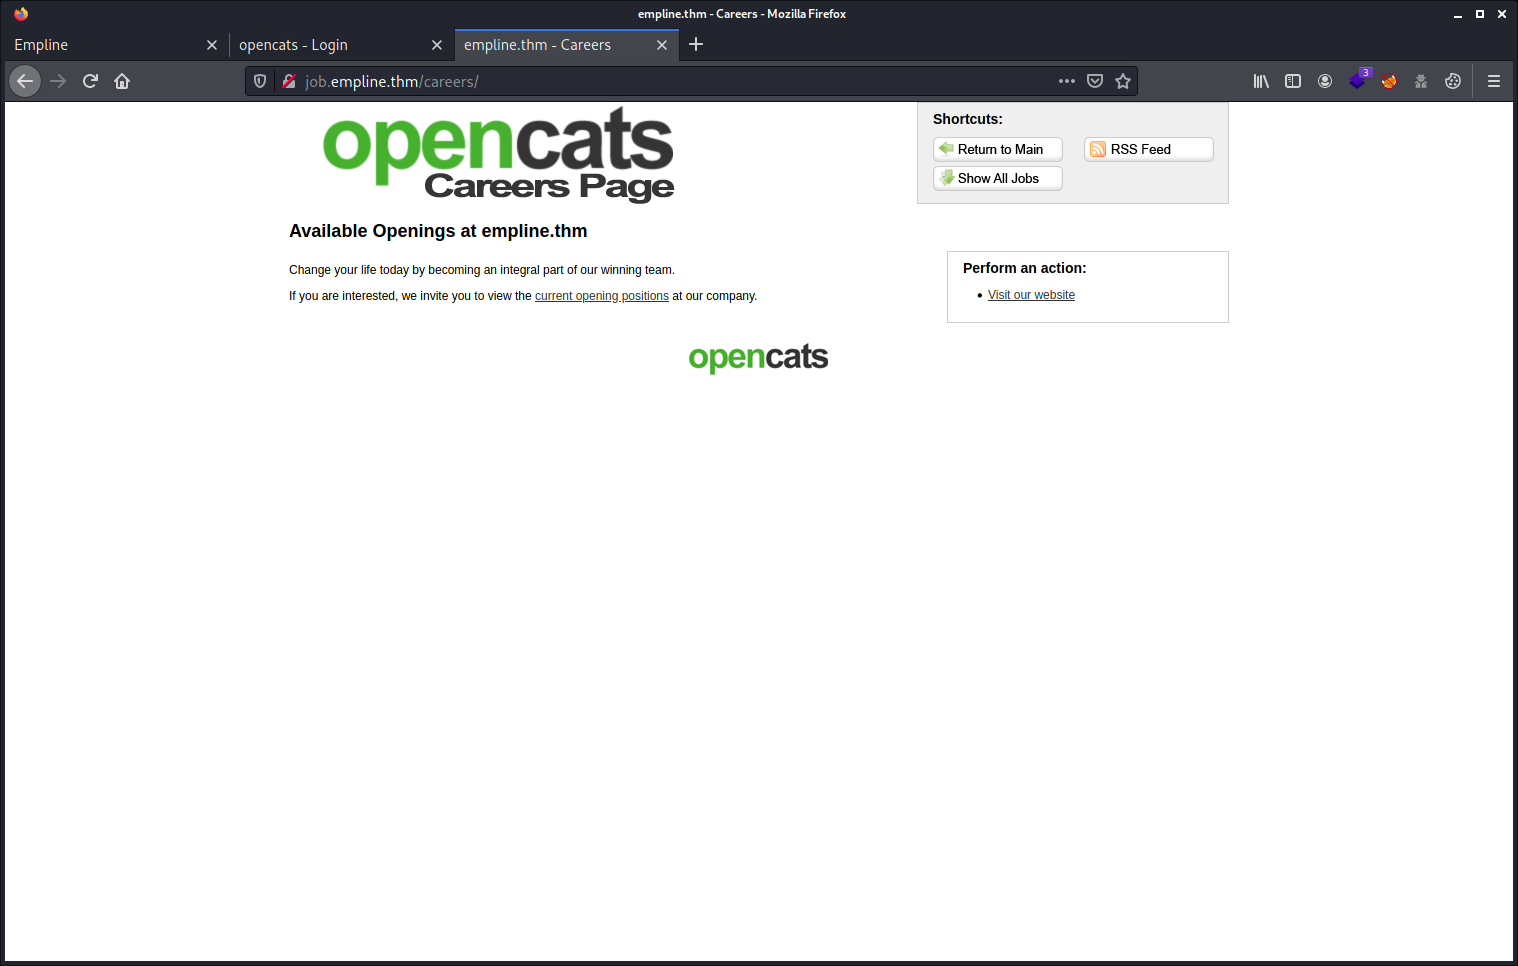 empline.thm - Careers - Mozilla Firefox
Empline
opencats - Login
empline.thm - Careers
job.empline.thm/careers/
3
opencats
Careers Page
Shortcuts:
Return to Main
RSS Feed
Show All Jobs
Available Openings at empline.thm
Change your life today by becoming an integral part of our winning team.
If you are interested, we invite you to view the current opening positions at our company.
Perform an action:
• Visit our website
opencats